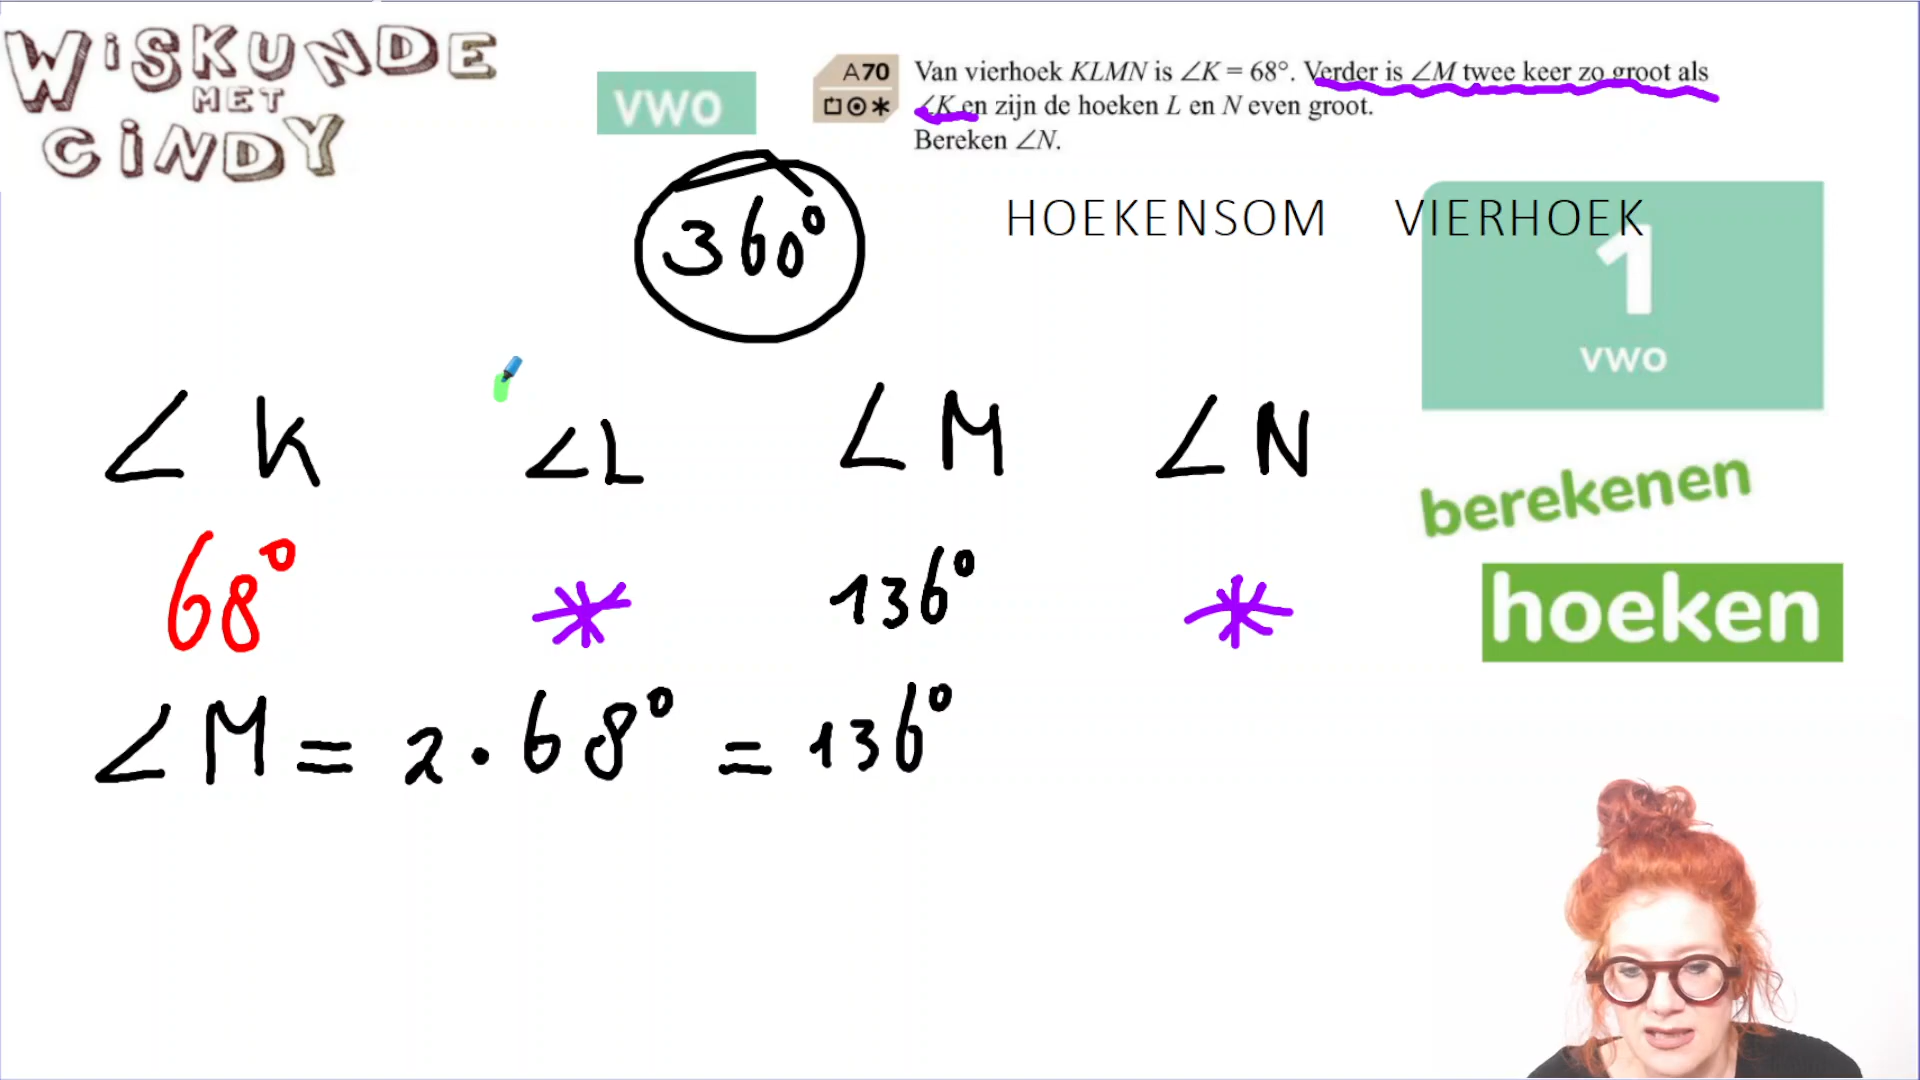 WiSKUNDE
MET
CiNDY
vwo
A70
Van vierhoek KLMN is ∠K = 68°. Verder is ∠M twee keer zo groot als
∠K en zijn de hoeken L en N even groot.
Bereken ∠N.
360°
HOEKENSOM VIERHOEK
1
vwo
∠K ∠L ∠M ∠N
berekenen
68° * 136° *
hoeken
∠M = 2 · 68° = 136°